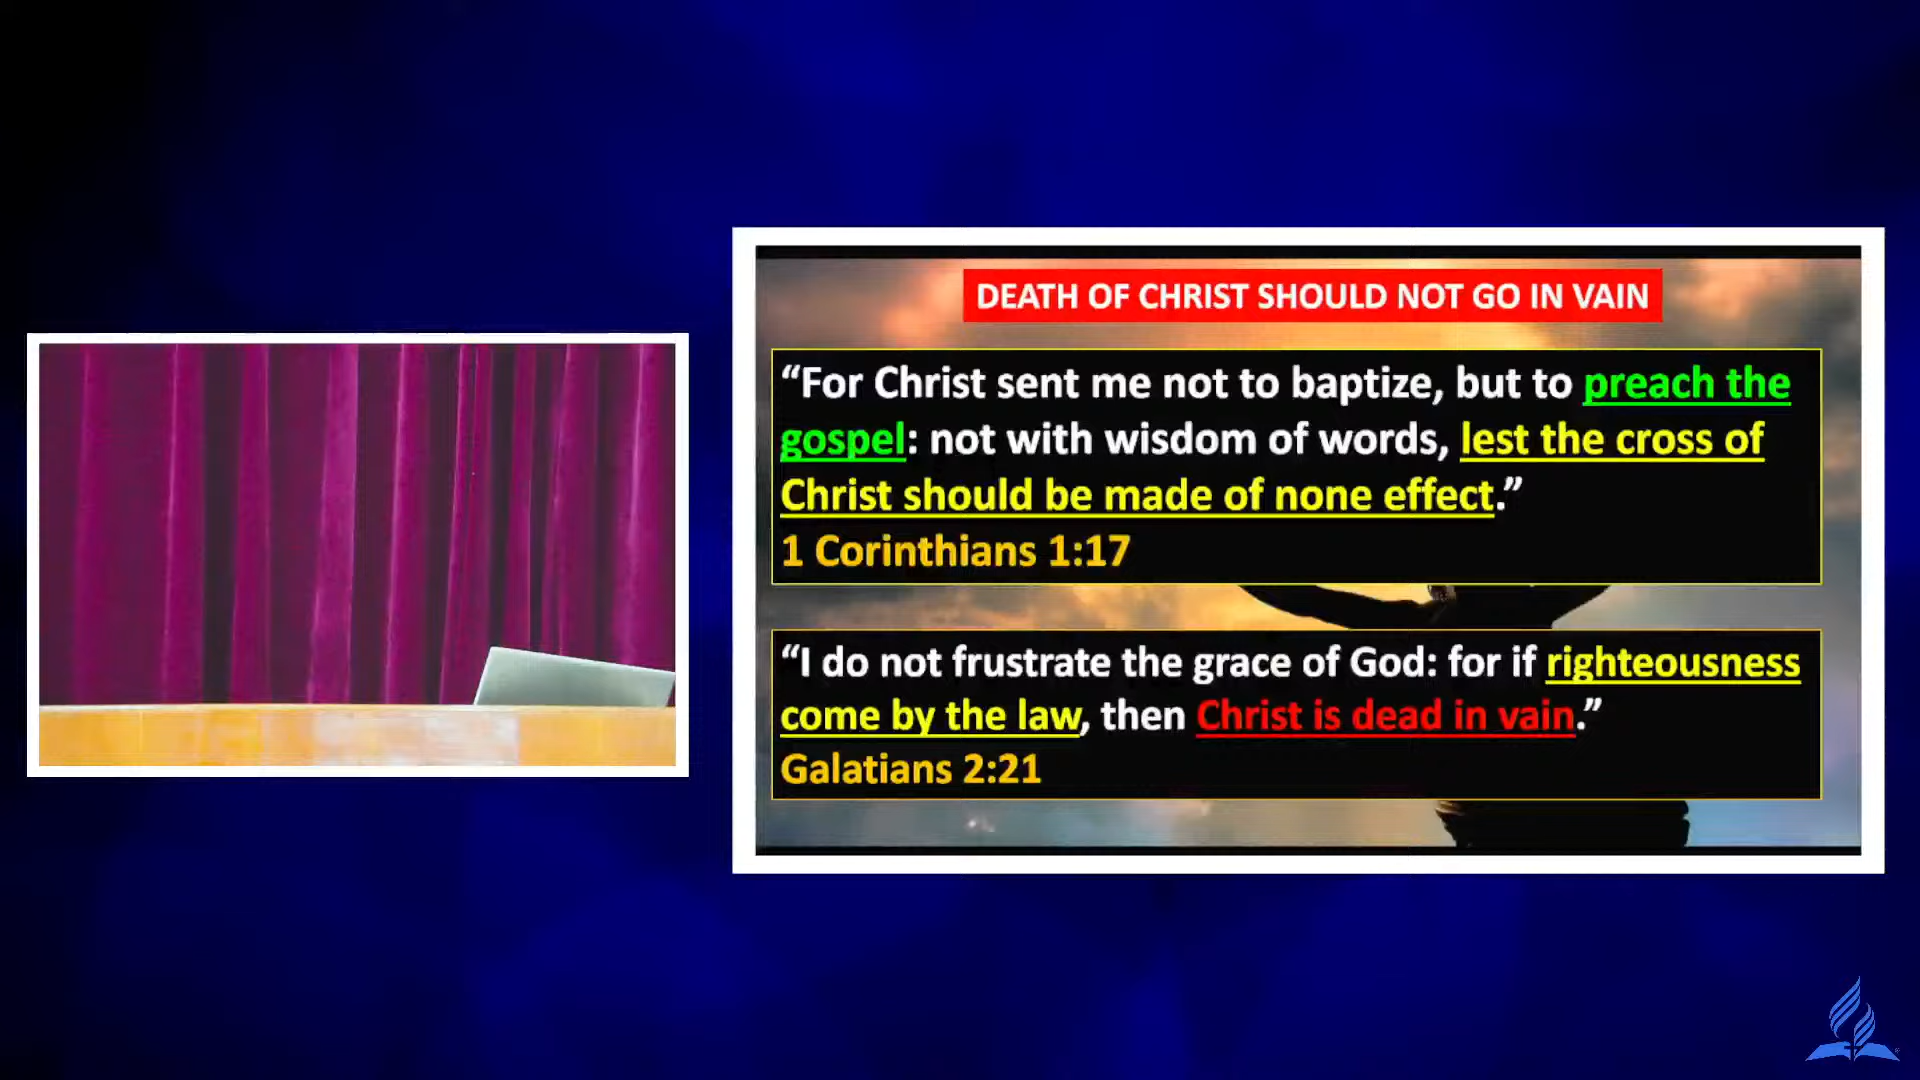 DEATH OF CHRIST SHOULD NOT GO IN VAIN
“For Christ sent me not to baptize, but to preach the
gospel: not with wisdom of words, lest the cross of
Christ should be made of none effect.”
1 Corinthians 1:17
“I do not frustrate the grace of God: for if righteousness
come by the law, then Christ is dead in vain.”
Galatians 2:21